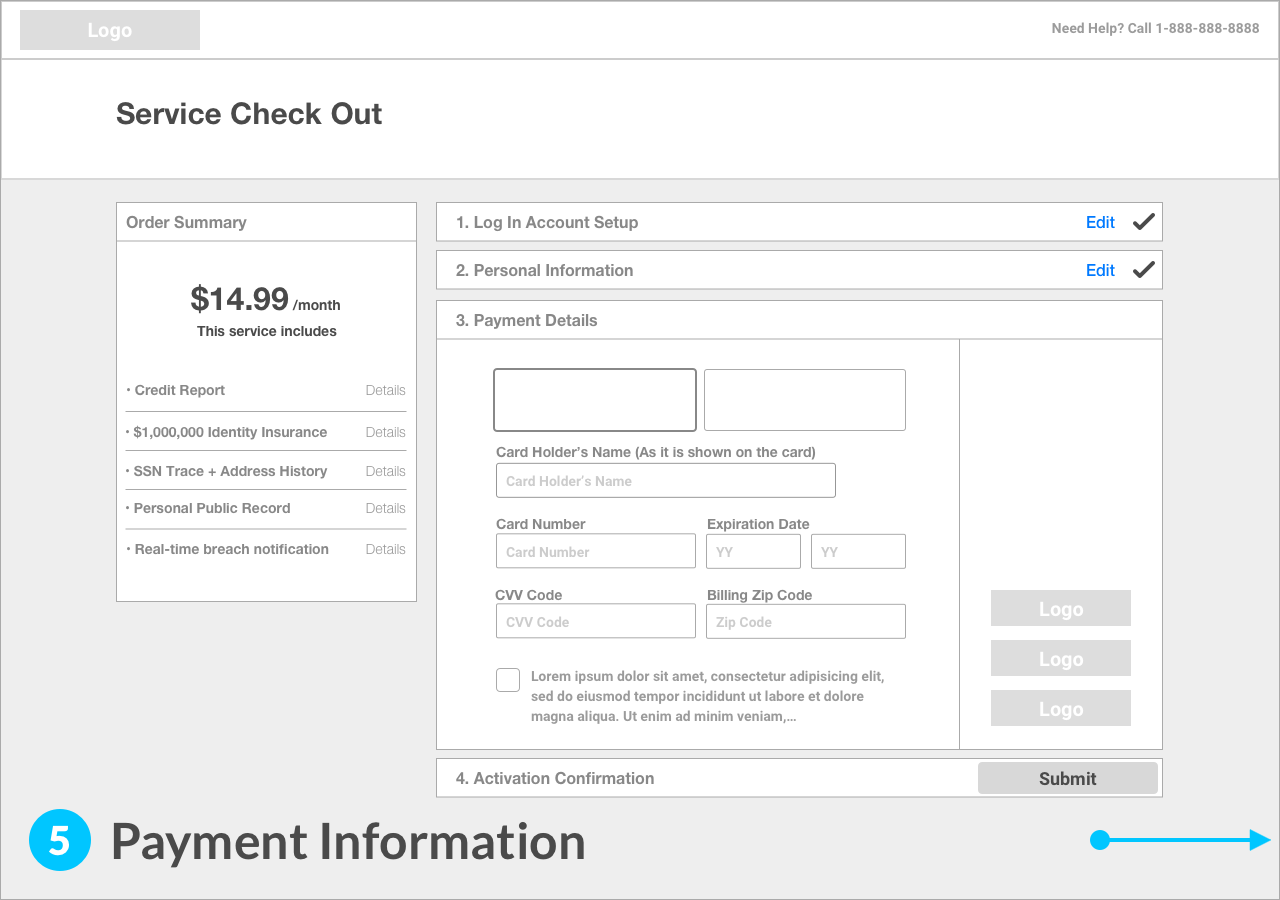 Logo
Need Help? Call 1-888-888-8888
Service Check Out
Order Summary
$14.99 /month
This service includes
• Credit Report Details
• $1,000,000 Identity Insurance Details
• SSN Trace + Address History Details
• Personal Public Record Details
• Real-time breach notification Details
1. Log In Account Setup Edit
2. Personal Information Edit
3. Payment Details
Card Holder's Name (As it is shown on the card)
Card Holder's Name
Card Number Expiration Date
Card Number YY YY
CVV Code Billing Zip Code
CVV Code Zip Code
Lorem ipsum dolor sit amet, consectetur adipisicing elit,
sed do eiusmod tempor incididunt ut labore et dolore
magna aliqua. Ut enim ad minim veniam,...
Logo
Logo
Logo
4. Activation Confirmation Submit
5 Payment Information